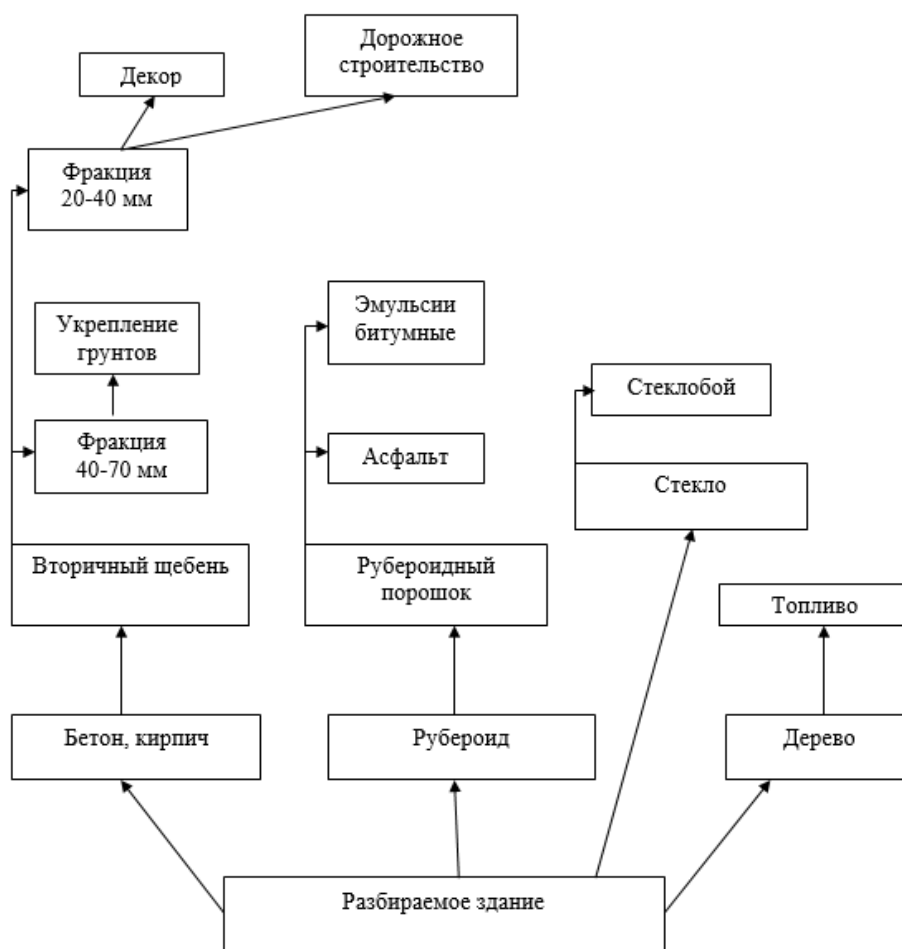 Дорожное
строительство
Декор
Фракция
20-40 мм
Эмульсии
битумные
Укрепление
грунтов
Стеклобой
Фракция
40-70 мм
Асфальт
Стекло
Вторичный щебень
Рубероидный
порошок
Топливо
Бетон, кирпич
Рубероид
Дерево
Разбираемое здание